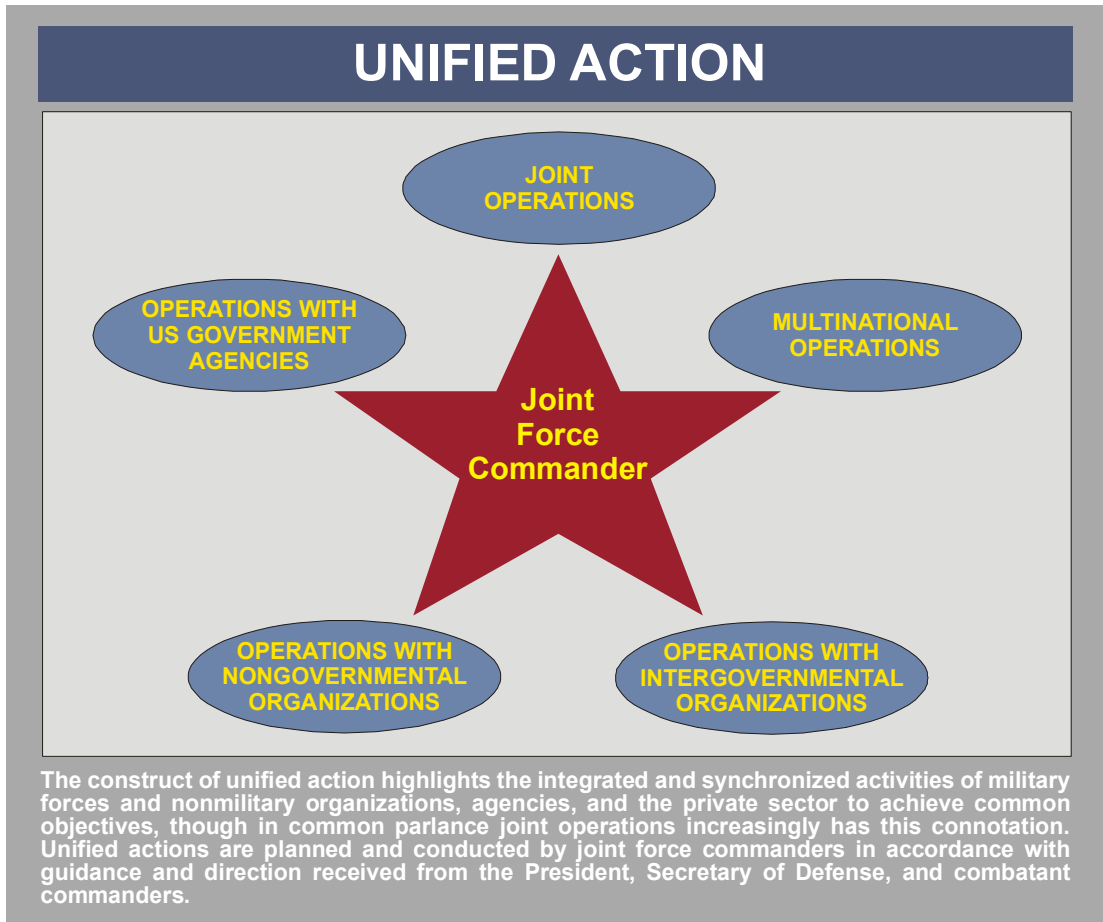 UNIFIED ACTION
JOINT
OPERATIONS
OPERATIONS WITH
US GOVERNMENT
AGENCIES
MULTINATIONAL
OPERATIONS
Joint
Force
Commander
OPERATIONS WITH
NONGOVERNMENTAL
ORGANIZATIONS
OPERATIONS WITH
INTERGOVERNMENTAL
ORGANIZATIONS
The construct of unified action highlights the integrated and synchronized activities of military
forces and nonmilitary organizations, agencies, and the private sector to achieve common
objectives, though in common parlance joint operations increasingly has this connotation.
Unified actions are planned and conducted by joint force commanders in accordance with
guidance and direction received from the President, Secretary of Defense, and combatant
commanders.